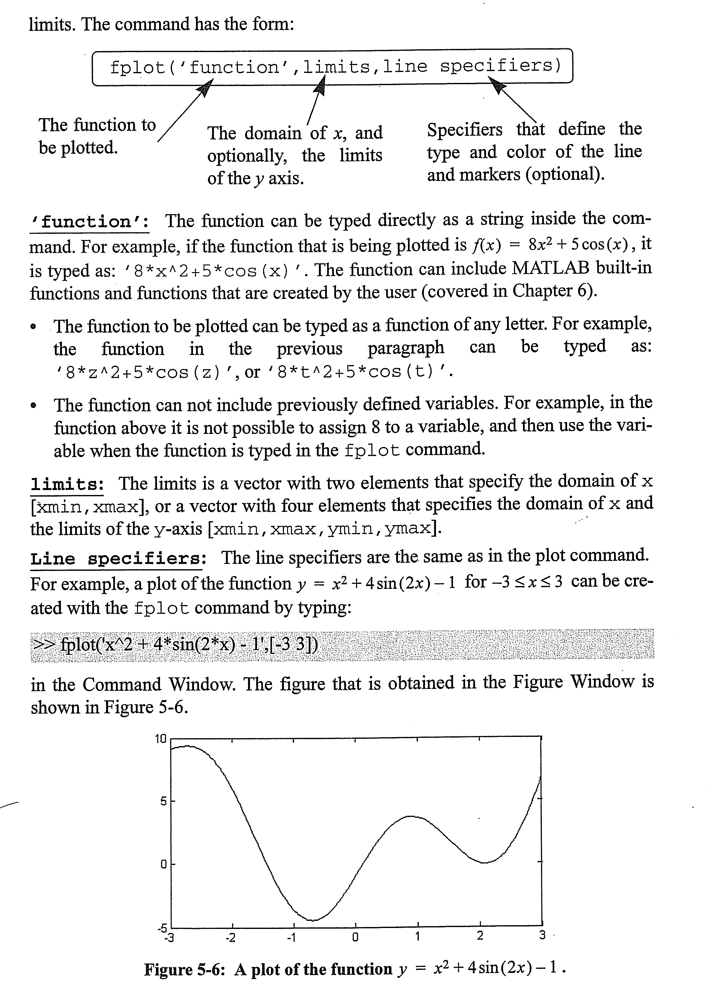 limits. The command has the form:
fplot('function',limits,line specifiers)
The function to
be plotted.
The domain of x, and
optionally, the limits
of the y axis.
Specifiers that define the
type and color of the line
and markers (optional).
'function': The function can be typed directly as a string inside the com-
mand. For example, if the function that is being plotted is f(x) = 8x² + 5 cos(x), it
is typed as: '8*x^2+5*cos(x)'. The function can include MATLAB built-in
functions and functions that are created by the user (covered in Chapter 6).
• The function to be plotted can be typed as a function of any letter. For example,
the function in the previous paragraph can be typed as:
'8*z^2+5*cos(z)', or '8*t^2+5*cos(t)'.
• The function can not include previously defined variables. For example, in the
function above it is not possible to assign 8 to a variable, and then use the vari-
able when the function is typed in the fplot command.
limits: The limits is a vector with two elements that specify the domain of x
[xmin,xmax], or a vector with four elements that specifies the domain of x and
the limits of the y-axis [xmin,xmax,ymin,ymax].
Line specifiers: The line specifiers are the same as in the plot command.
For example, a plot of the function y = x² + 4 sin(2x) – 1 for –3 ≤ x ≤ 3 can be cre-
ated with the fplot command by typing:
>> fplot('x^2 + 4*sin(2*x) - 1',[-3 3])
in the Command Window. The figure that is obtained in the Figure Window is
shown in Figure 5-6.
10
5
0
-5
-3 -2 -1 0 1 2 3
Figure 5-6: A plot of the function y = x² + 4 sin(2x) – 1.